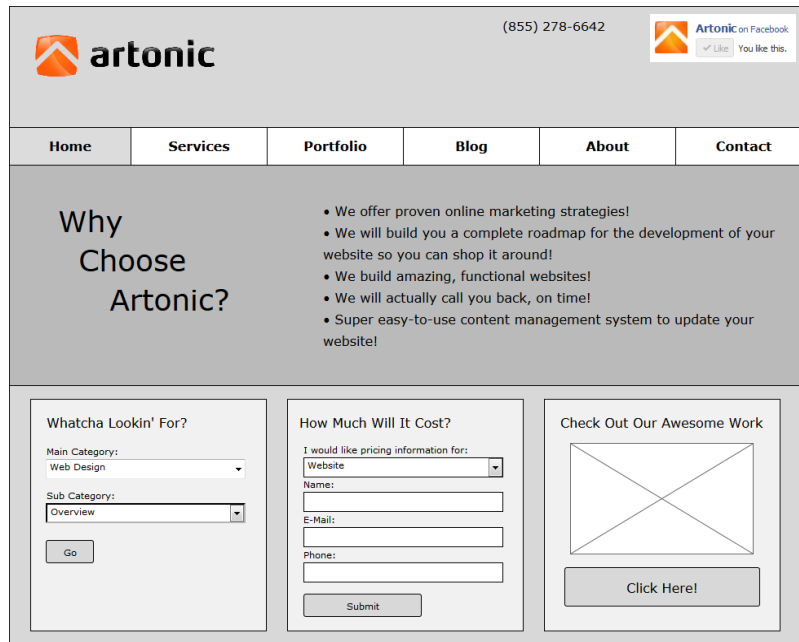 artonic
(855) 278-6642
Artonic on Facebook
Like You like this.
Home Services Portfolio Blog About Contact
Why
Choose
Artonic?
• We offer proven online marketing strategies!
• We will build you a complete roadmap for the development of your
website so you can shop it around!
• We build amazing, functional websites!
• We will actually call you back, on time!
• Super easy-to-use content management system to update your
website!
Whatcha Lookin' For?
Main Category:
Web Design
Sub Category:
Overview
Go
How Much Will It Cost?
I would like pricing information for:
Website
Name:
E-Mail:
Phone:
Submit
Check Out Our Awesome Work
Click Here!